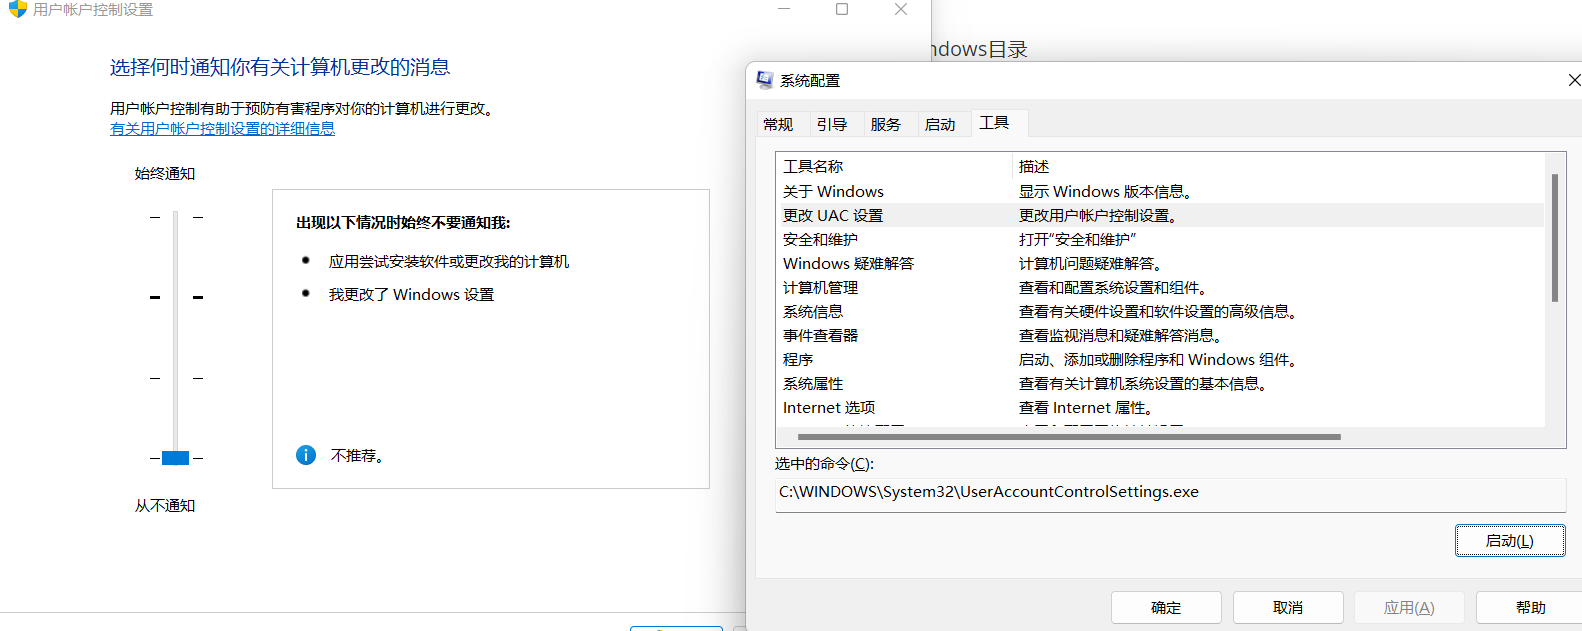 用户帐户控制设置
选择何时通知你有关计算机更改的消息
用户帐户控制有助于预防有害程序对你的计算机进行更改。
有关用户帐户控制设置的详细信息
始终通知
出现以下情况时始终不要通知我:
应用尝试安装软件或更改我的计算机
我更改了 Windows 设置
不推荐。
从不通知
ndows目录
系统配置
常规 引导 服务 启动 工具
工具名称 描述
关于 Windows 显示 Windows 版本信息。
更改 UAC 设置 更改用户帐户控制设置。
安全和维护 打开“安全和维护”
Windows 疑难解答 计算机问题疑难解答。
计算机管理 查看和配置系统设置和组件。
系统信息 查看有关硬件设置和软件设置的高级信息。
事件查看器 查看监视消息和疑难解答消息。
程序 启动、添加或删除程序和 Windows 组件。
系统属性 查看有关计算机系统设置的基本信息。
Internet 选项 查看 Internet 属性。
选中的命令(C):
C:\WINDOWS\System32\UserAccountControlSettings.exe
启动(L)
确定 取消 应用(A) 帮助